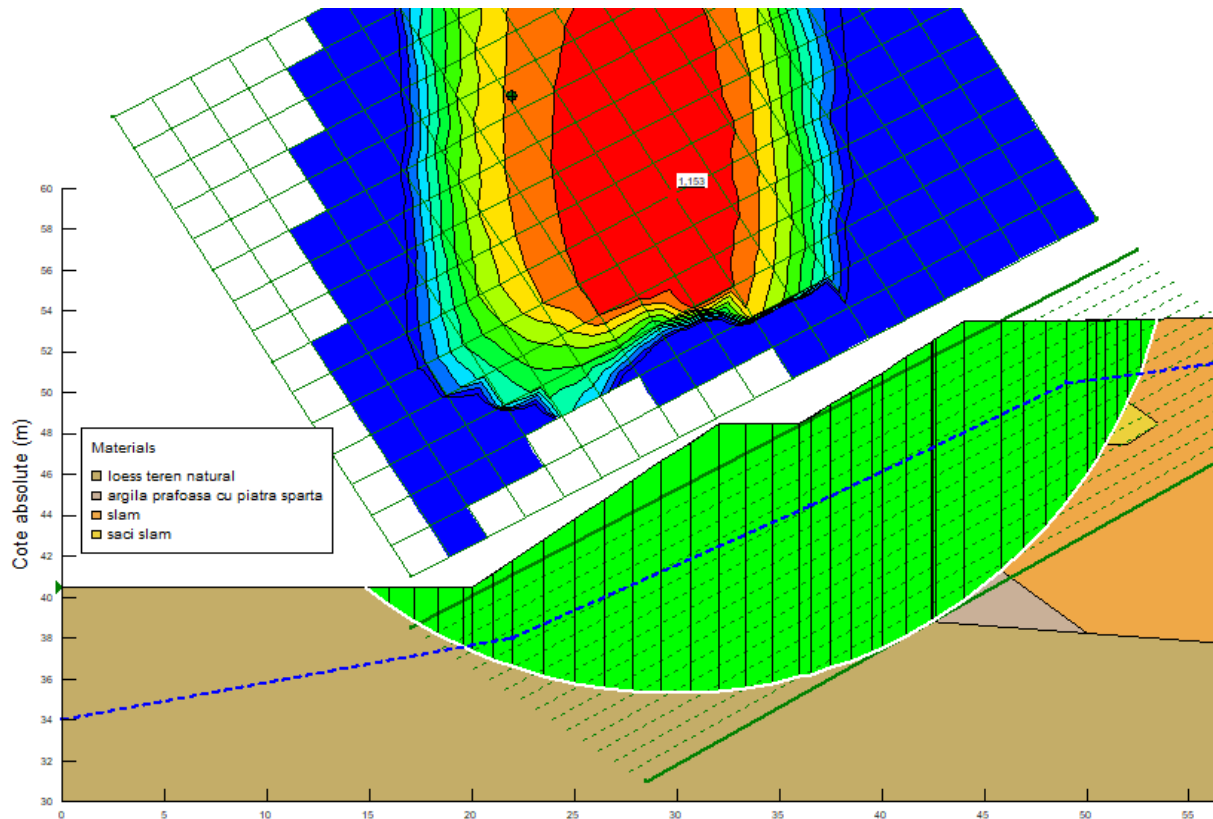 1,153
60
58
56
54
52
50
48
46
44
42
40
38
36
34
32
30
Cote absolute (m)
Materials
loess teren natural
argila prafoasa cu piatra sparta
slam
saci slam
0 5 10 15 20 25 30 35 40 45 50 55